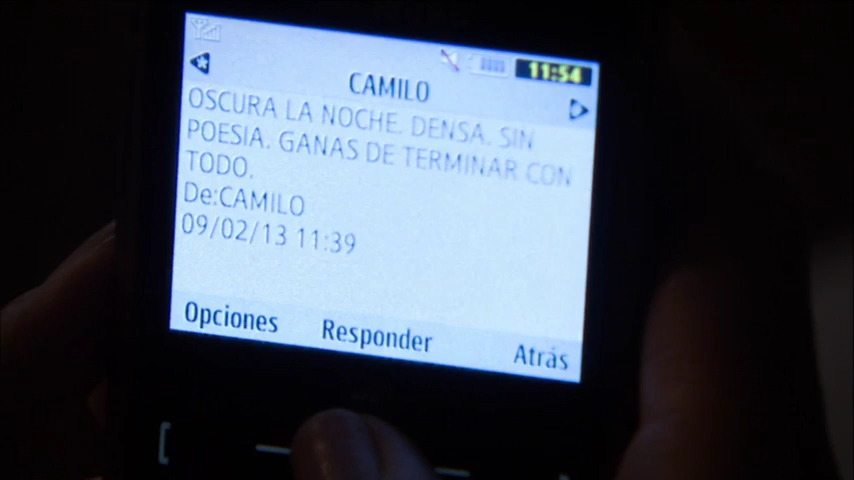 11:54
CAMILO
OSCURA LA NOCHE. DENSA. SIN
POESIA. GANAS DE TERMINAR CON
TODO.
De:CAMILO
09/02/13 11:39
Opciones Responder Atrás